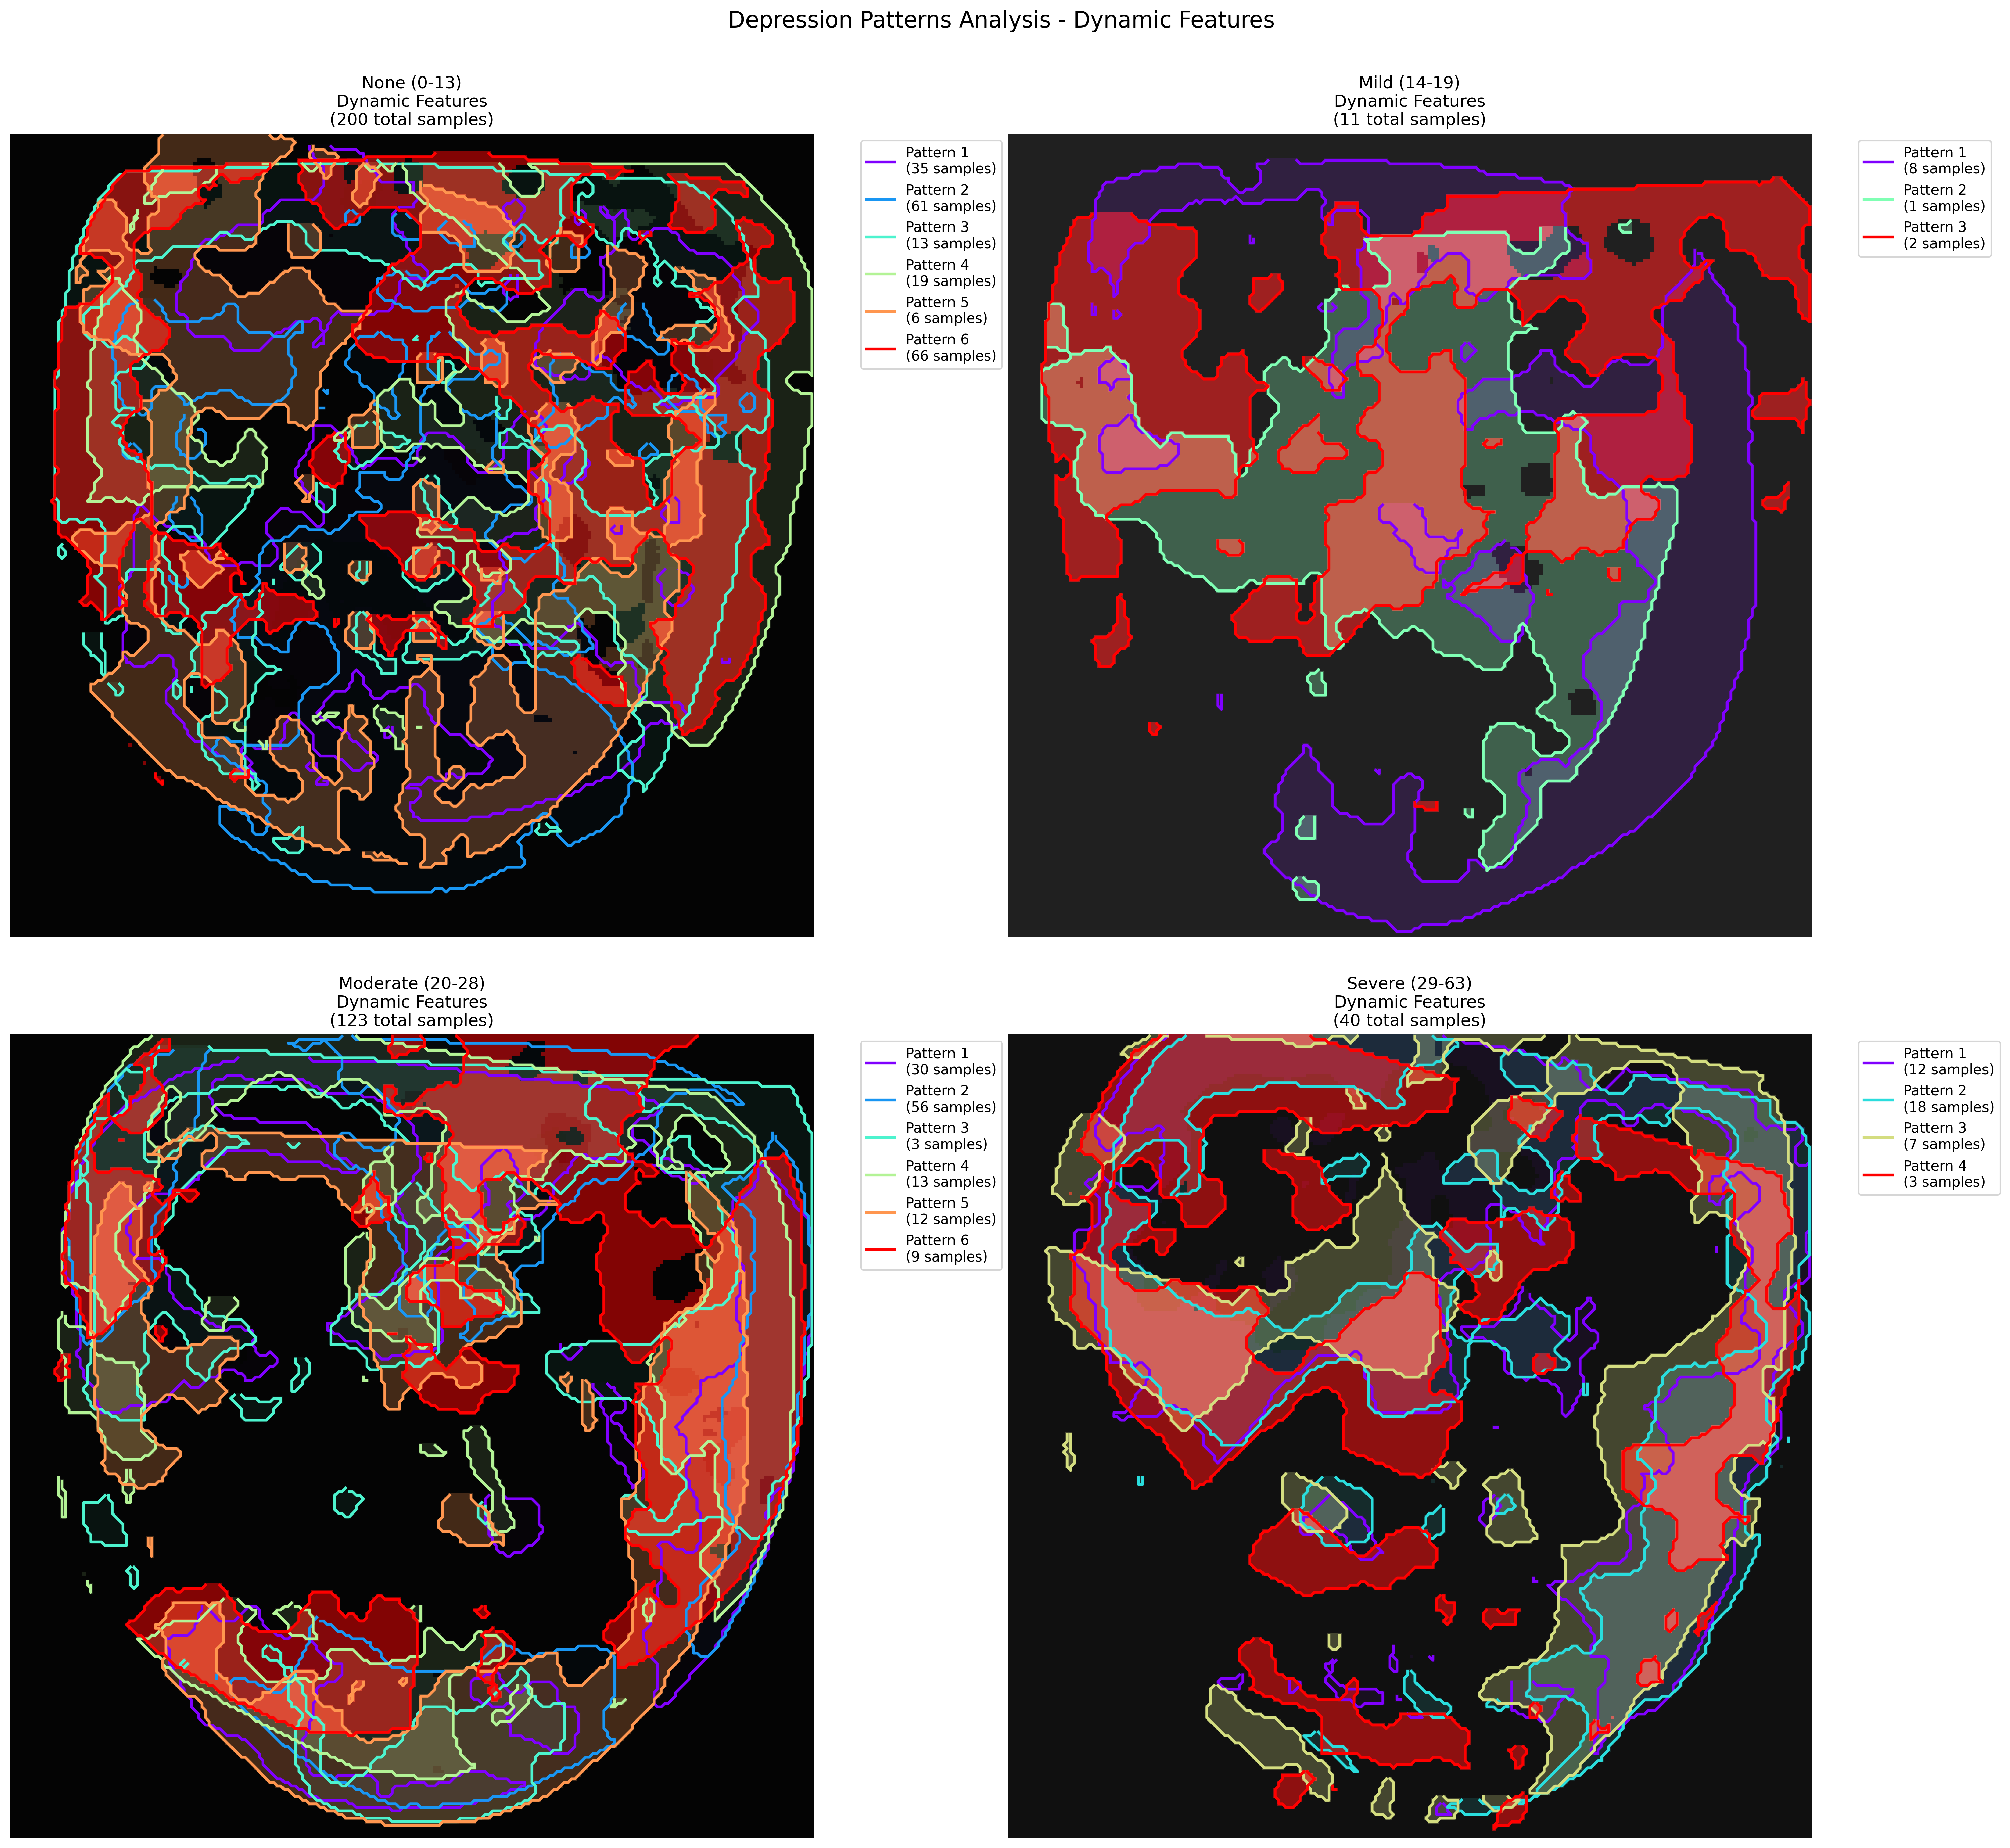 Depression Patterns Analysis - Dynamic Features
None (0-13)
Dynamic Features
(200 total samples)
Pattern 1
(35 samples)
Pattern 2
(61 samples)
Pattern 3
(13 samples)
Pattern 4
(19 samples)
Pattern 5
(6 samples)
Pattern 6
(66 samples)
Mild (14-19)
Dynamic Features
(11 total samples)
Pattern 1
(8 samples)
Pattern 2
(1 samples)
Pattern 3
(2 samples)
Moderate (20-28)
Dynamic Features
(123 total samples)
Pattern 1
(30 samples)
Pattern 2
(56 samples)
Pattern 3
(3 samples)
Pattern 4
(13 samples)
Pattern 5
(12 samples)
Pattern 6
(9 samples)
Severe (29-63)
Dynamic Features
(40 total samples)
Pattern 1
(12 samples)
Pattern 2
(18 samples)
Pattern 3
(7 samples)
Pattern 4
(3 samples)